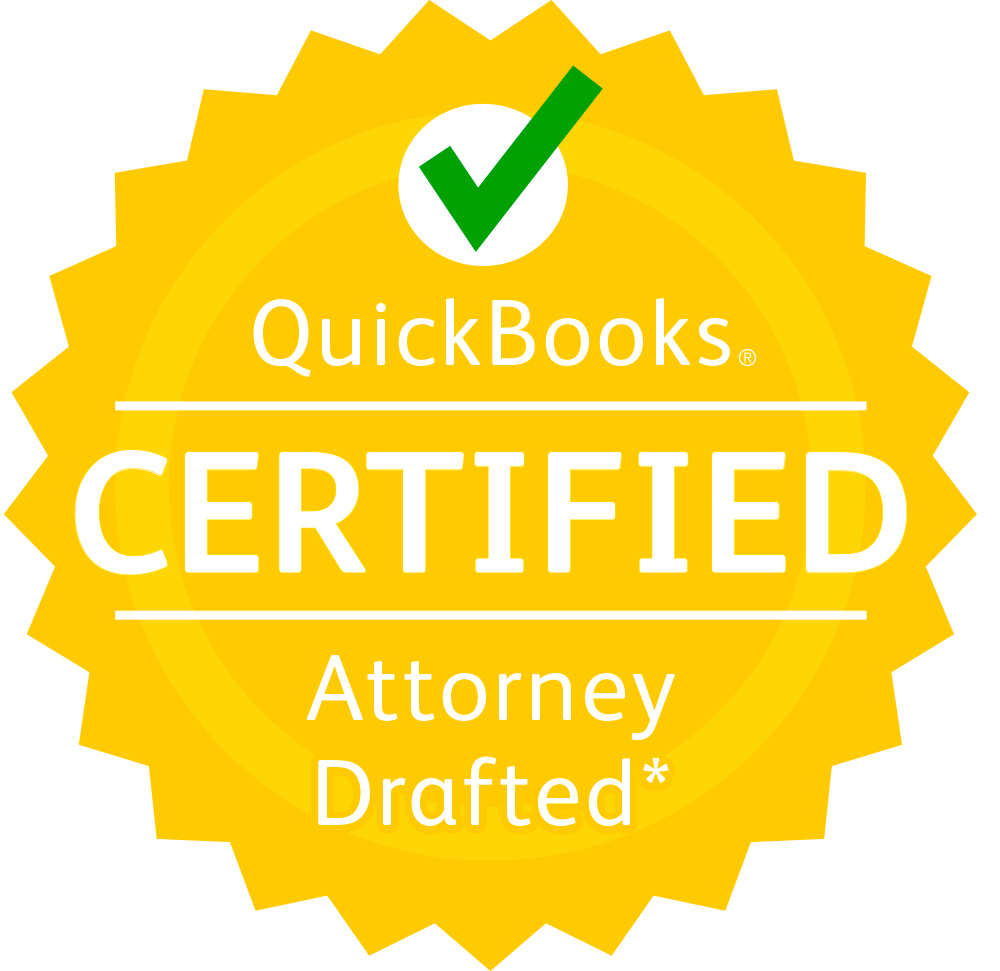 QuickBooks®
CERTIFIED
Attorney
Drafted*